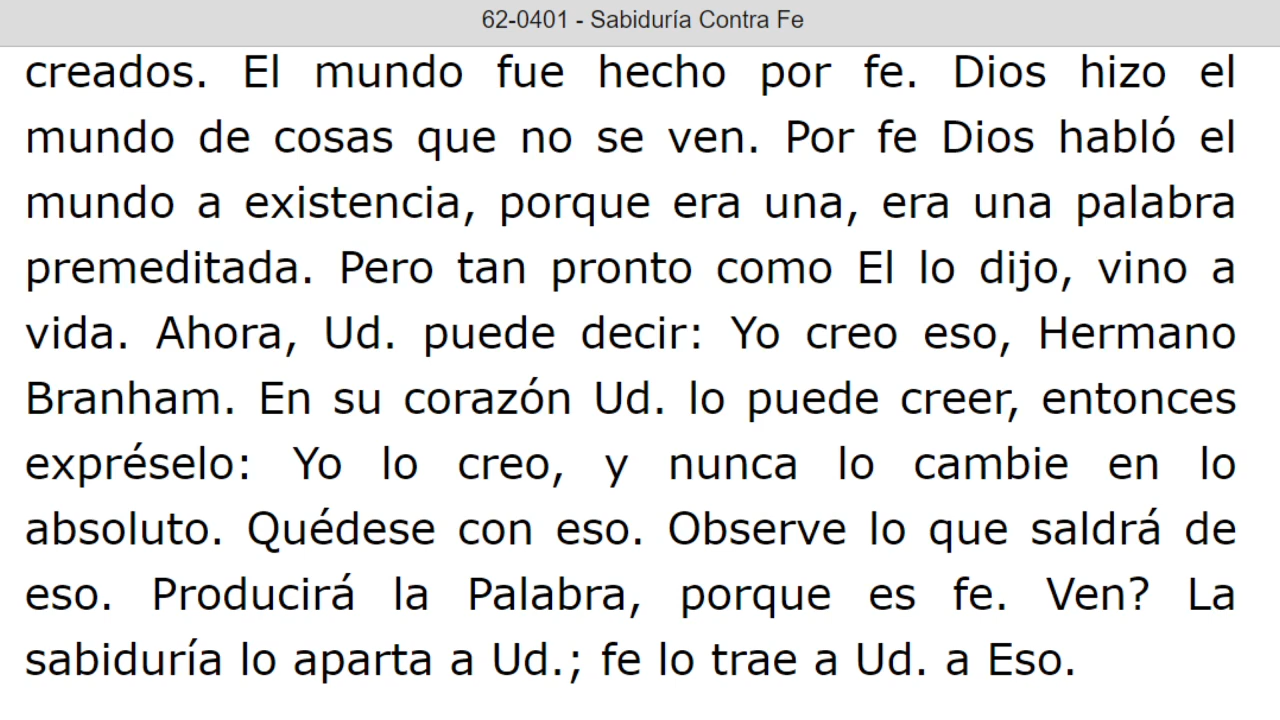 62-0401 - Sabiduría Contra Fe
creados. El mundo fue hecho por fe. Dios hizo el
mundo de cosas que no se ven. Por fe Dios habló el
mundo a existencia, porque era una, era una palabra
premeditada. Pero tan pronto como El lo dijo, vino a
vida. Ahora, Ud. puede decir: Yo creo eso, Hermano
Branham. En su corazón Ud. lo puede creer, entonces
expréselo: Yo lo creo, y nunca lo cambie en lo
absoluto. Quédese con eso. Observe lo que saldrá de
eso. Producirá la Palabra, porque es fe. Ven? La
sabiduría lo aparta a Ud.; fe lo trae a Ud. a Eso.